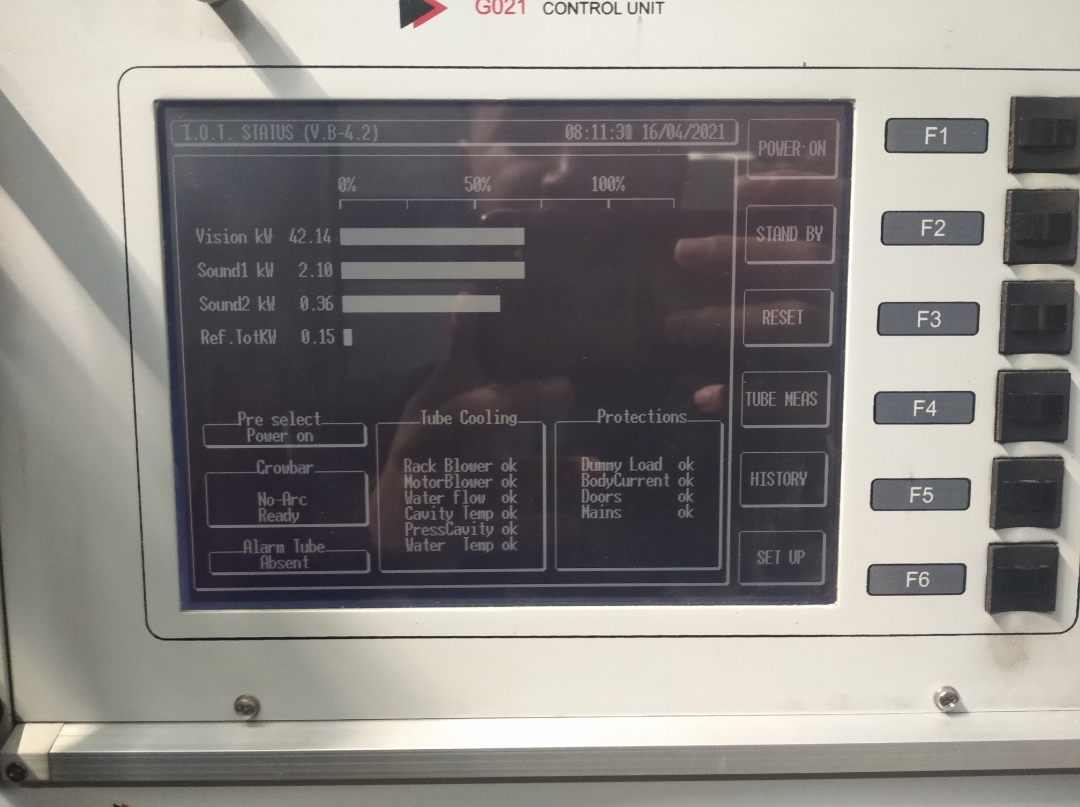 G021 CONTROL UNIT
I.O.T. STATUS (V.B-4.2) 08:11:31 16/04/2021
0% 50% 100%
Vision kW 42.14
Sound1 kW 2.10
Sound2 kW 0.36
Ref.TotKW 0.15
Pre select
Power on
Crowbar
No-Arc
Ready
Alarm Tube
Absent
Tube Cooling
Rack Blower ok
MotorBlower ok
Water flow ok
Cavity Temp ok
PressCavity ok
Water Temp ok
Protections
Dummy Load ok
BodyCurrent ok
Doors ok
Mains ok
POWER ON
STAND BY
RESET
TUBE MEAS
HISTORY
SET UP
F1
F2
F3
F4
F5
F6